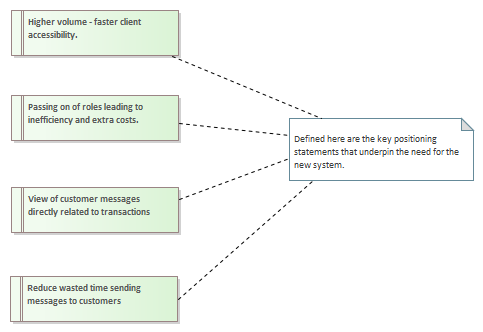 Higher volume - faster client
accessibility.
Passing on of roles leading to
inefficiency and extra costs.
Defined here are the key positioning
statements that underpin the need for the
new system.
View of customer messages
directly related to transactions
Reduce wasted time sending
messages to customers